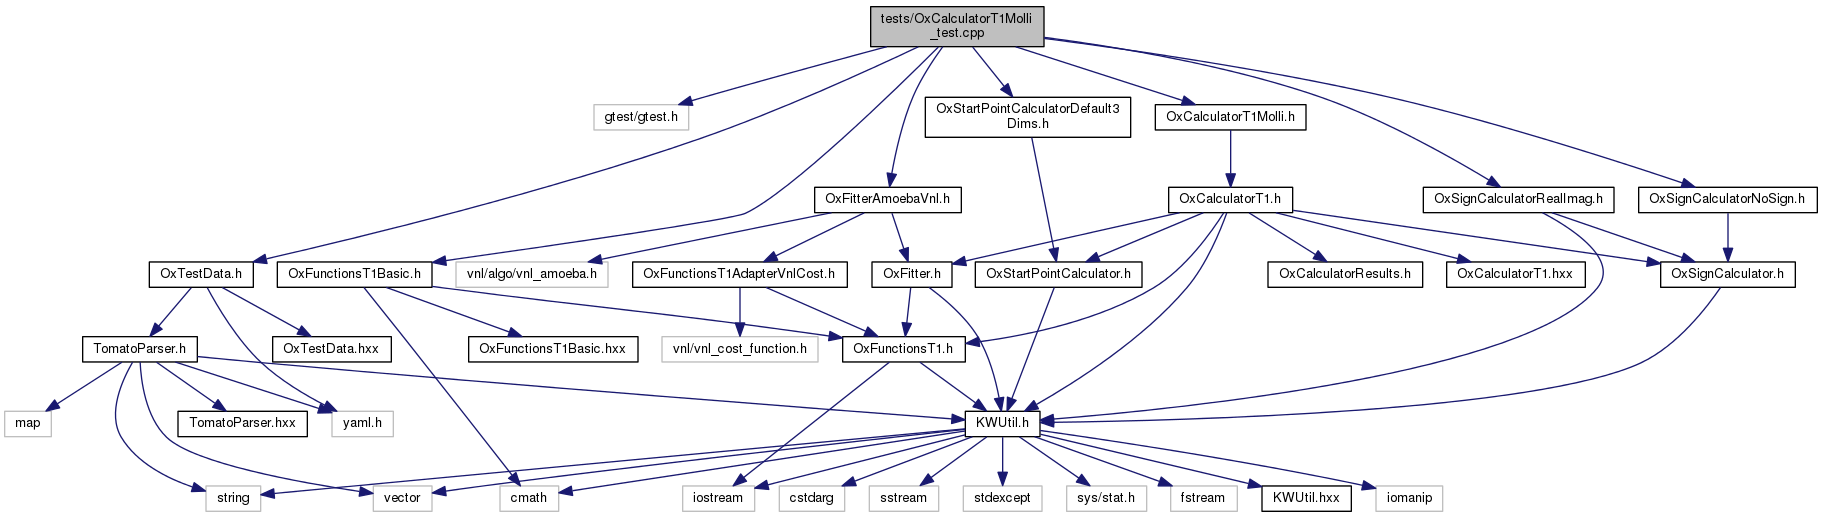 tests/OxCalculatorT1Molli
_test.cpp
gtest/gtest.h
OxStartPointCalculatorDefault3
Dims.h
OxCalculatorT1Molli.h
OxFitterAmoebaVnl.h
OxCalculatorT1.h
OxSignCalculatorRealImag.h
OxSignCalculatorNoSign.h
OxTestData.h
OxFunctionsT1Basic.h
vnl/algo/vnl_amoeba.h
OxFunctionsT1AdapterVnlCost.h
OxFitter.h
OxStartPointCalculator.h
OxCalculatorResults.h
OxCalculatorT1.hxx
OxSignCalculator.h
TomatoParser.h
OxTestData.hxx
OxFunctionsT1Basic.hxx
vnl/vnl_cost_function.h
OxFunctionsT1.h
map
TomatoParser.hxx
yaml.h
KWUtil.h
string
vector
cmath
iostream
cstdarg
sstream
stdexcept
sys/stat.h
fstream
KWUtil.hxx
iomanip